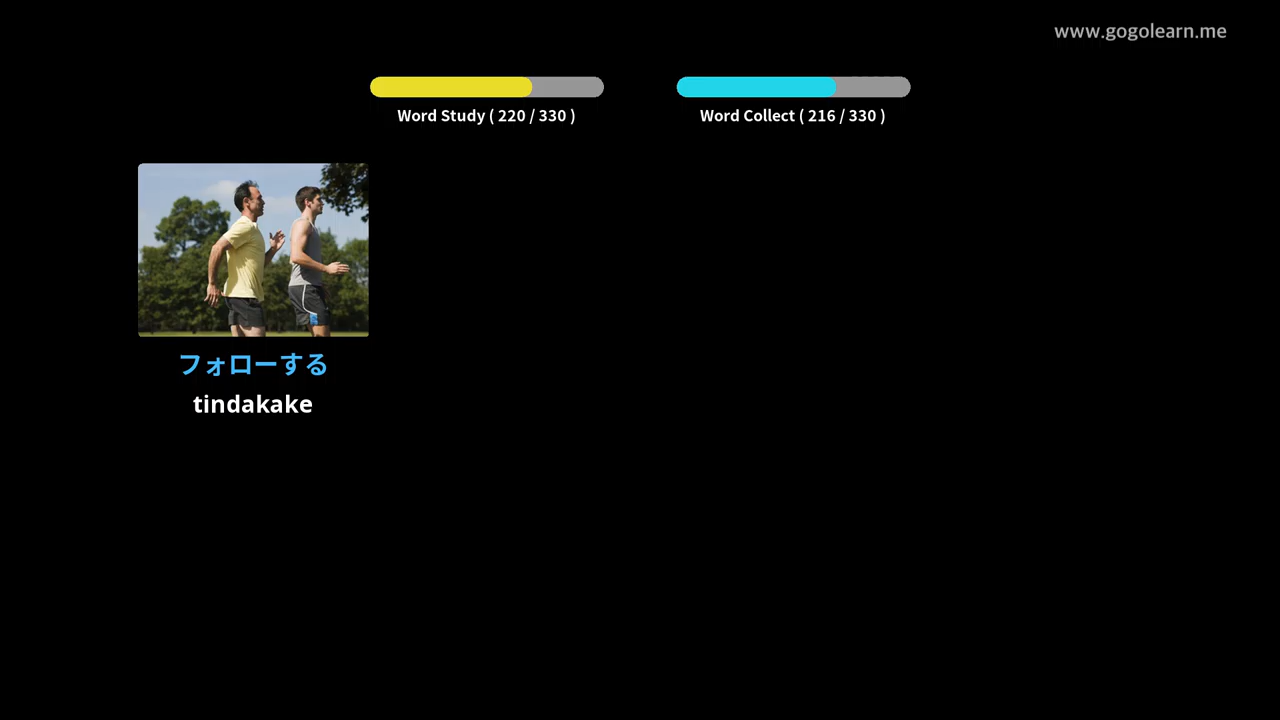 www.gogolearn.me
Word Study ( 220 / 330 )
Word Collect ( 216 / 330 )
フォローする
tindakake